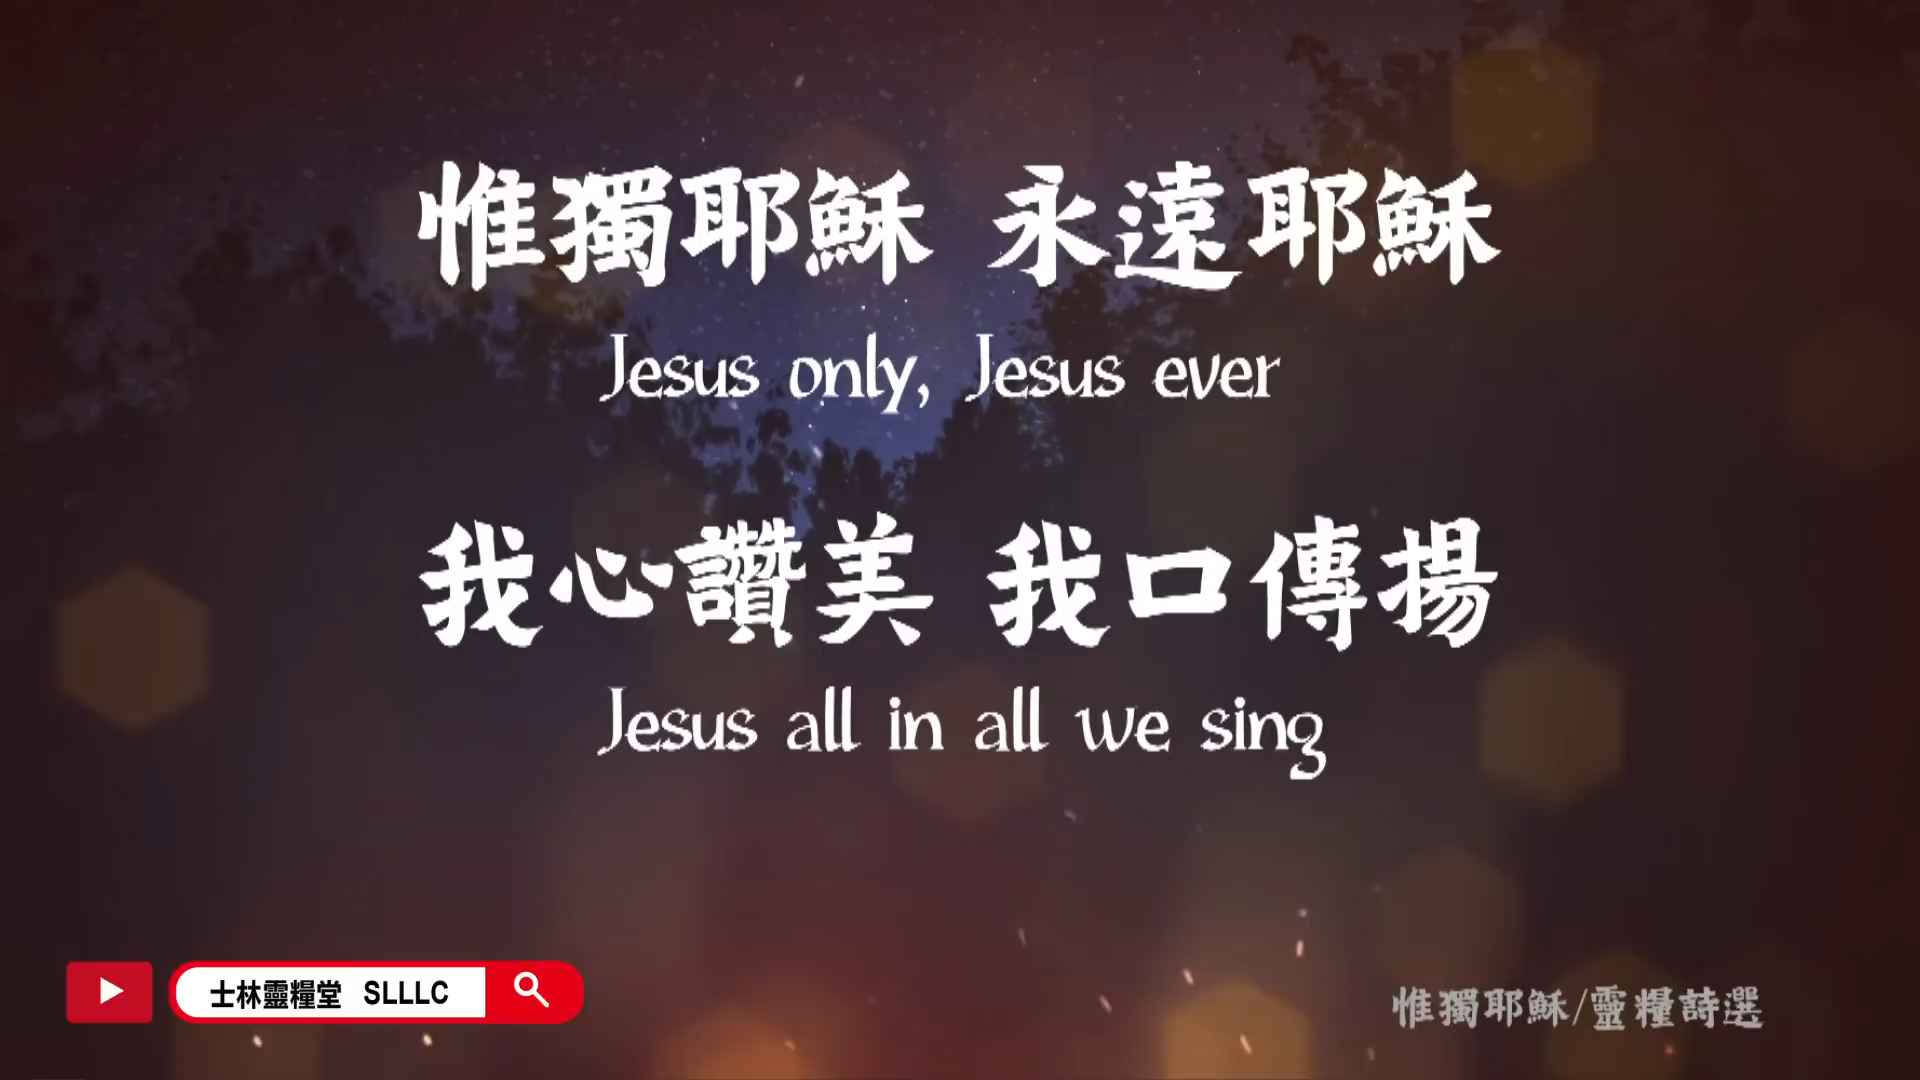 惟獨耶穌 永遠耶穌
Jesus only, Jesus ever
我心讚美 我口傳揚
Jesus all in all we sing
士林靈糧堂 SLLLC
惟獨耶穌/靈糧詩選